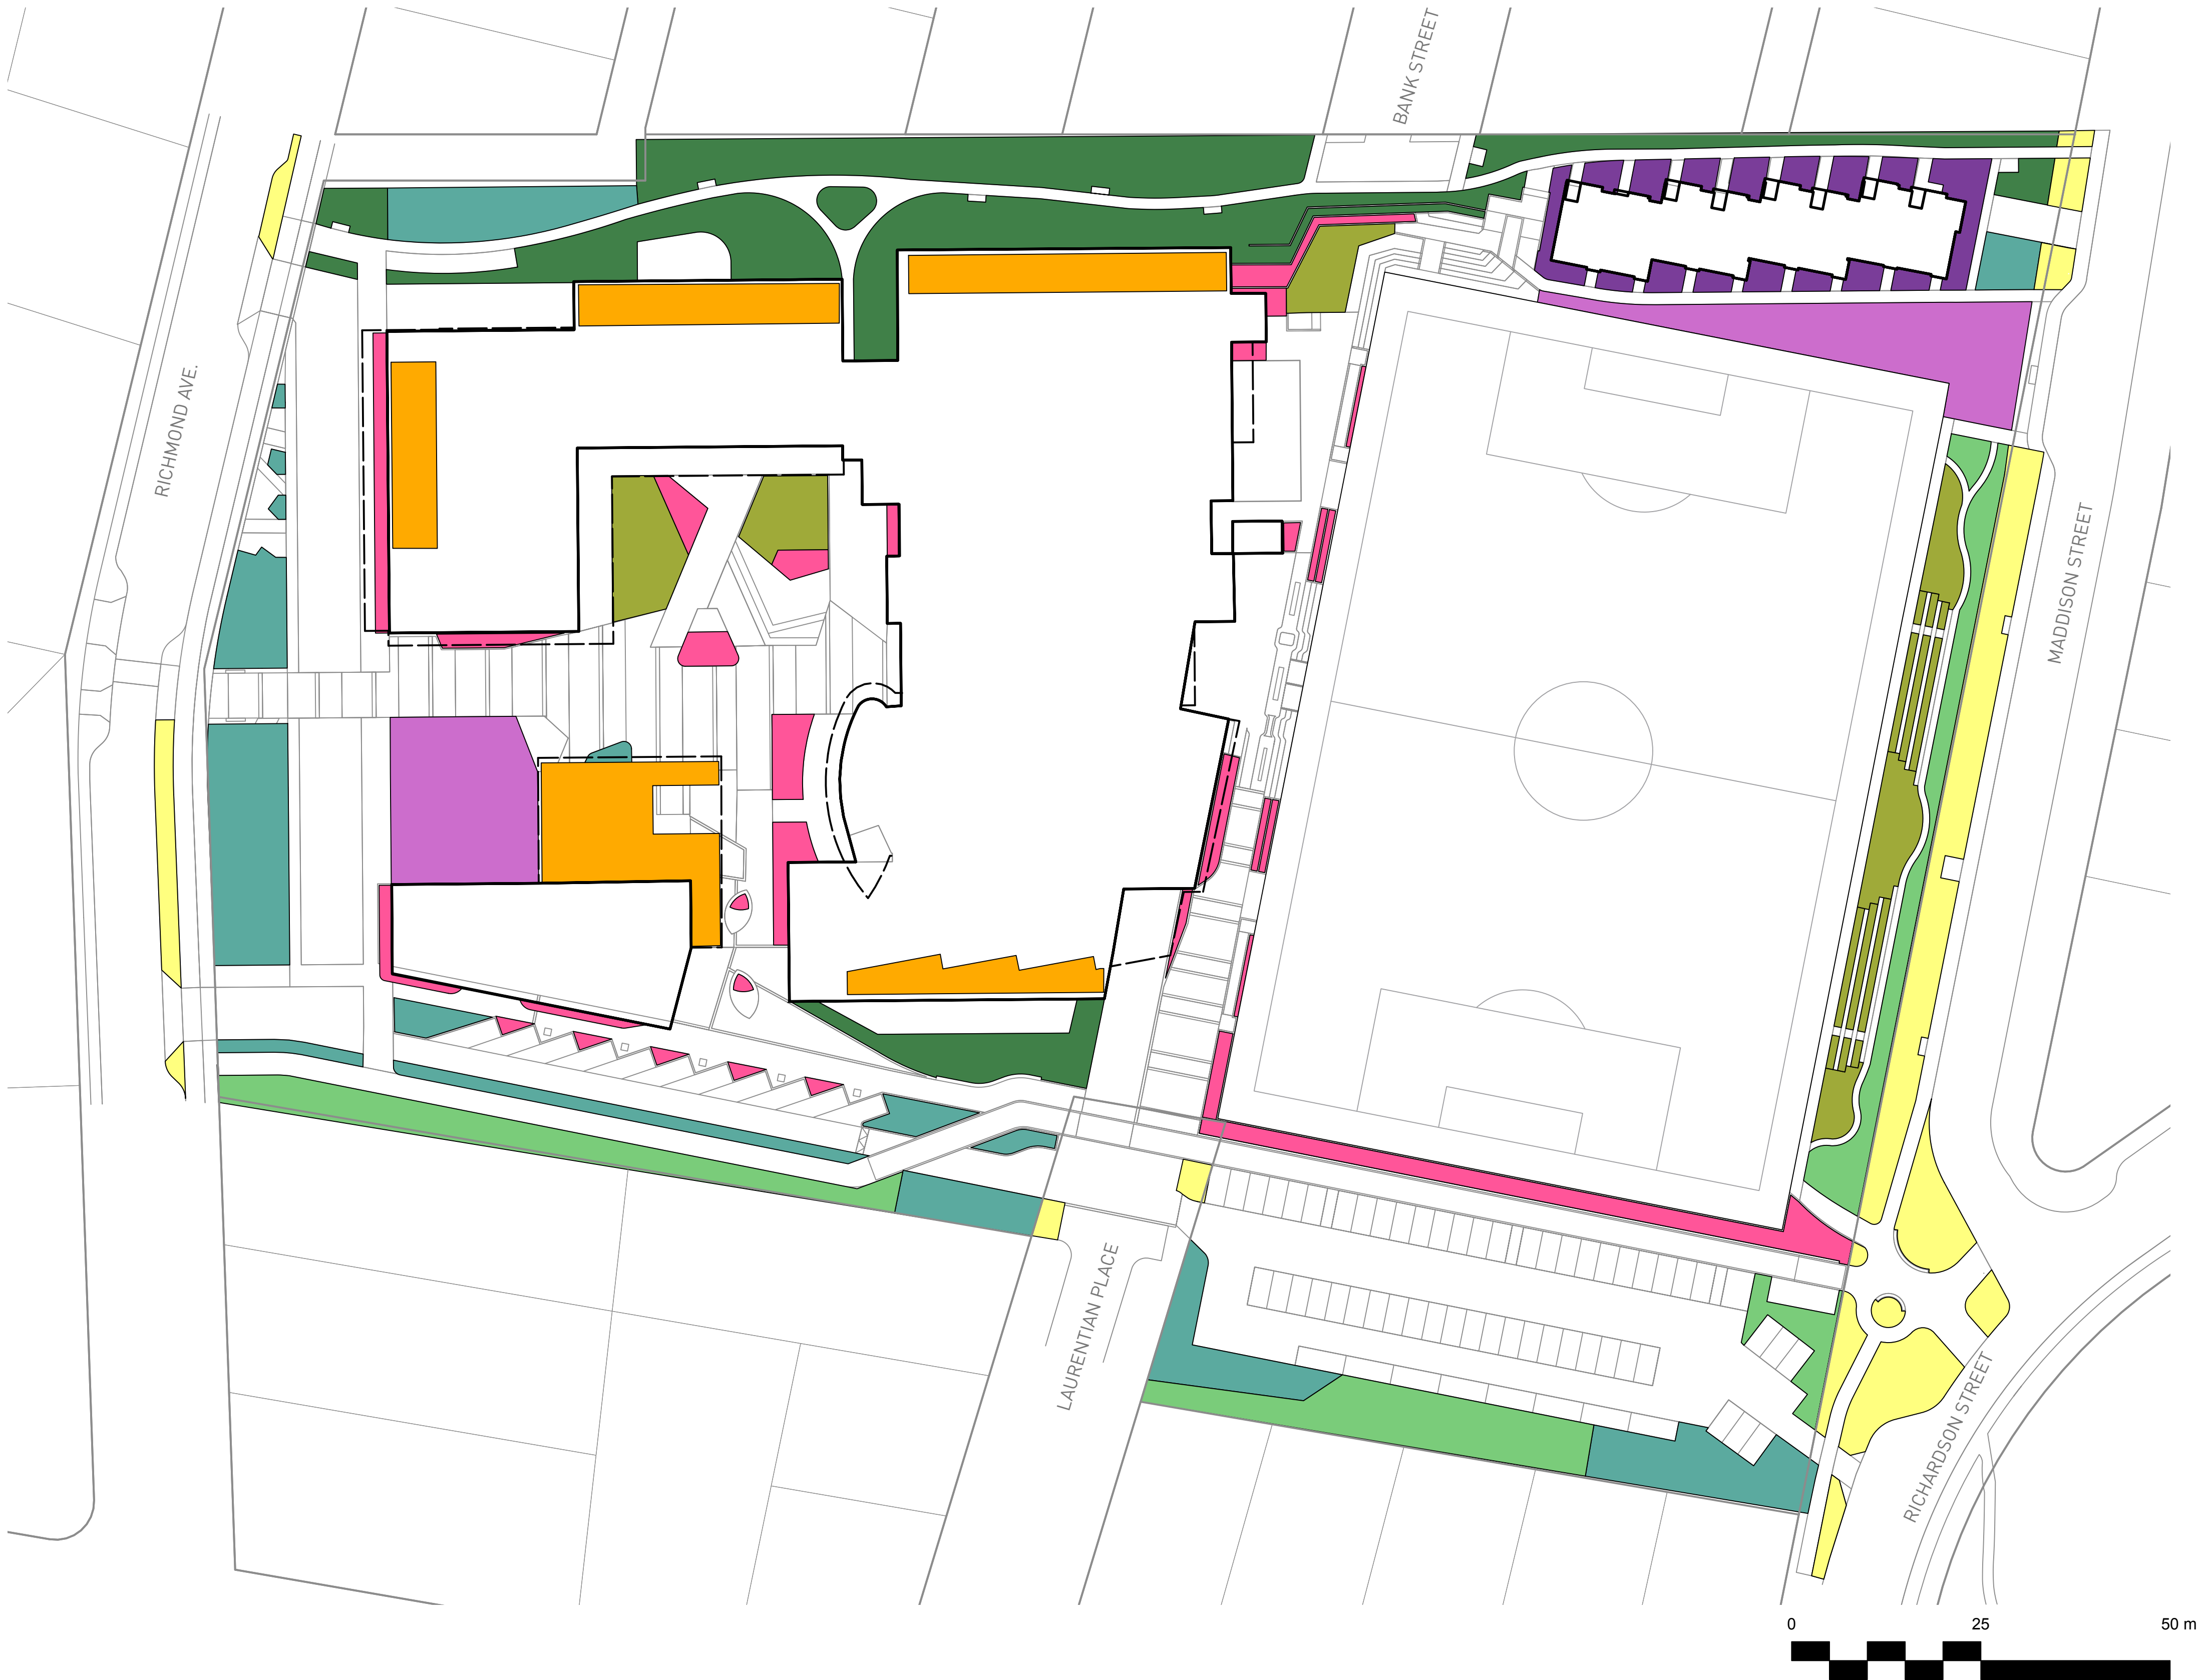 BANK STREET
RICHMOND AVE.
MADDISON STREET
LAURENTIAN PLACE
RICHARDSON STREET
0 25 50 m